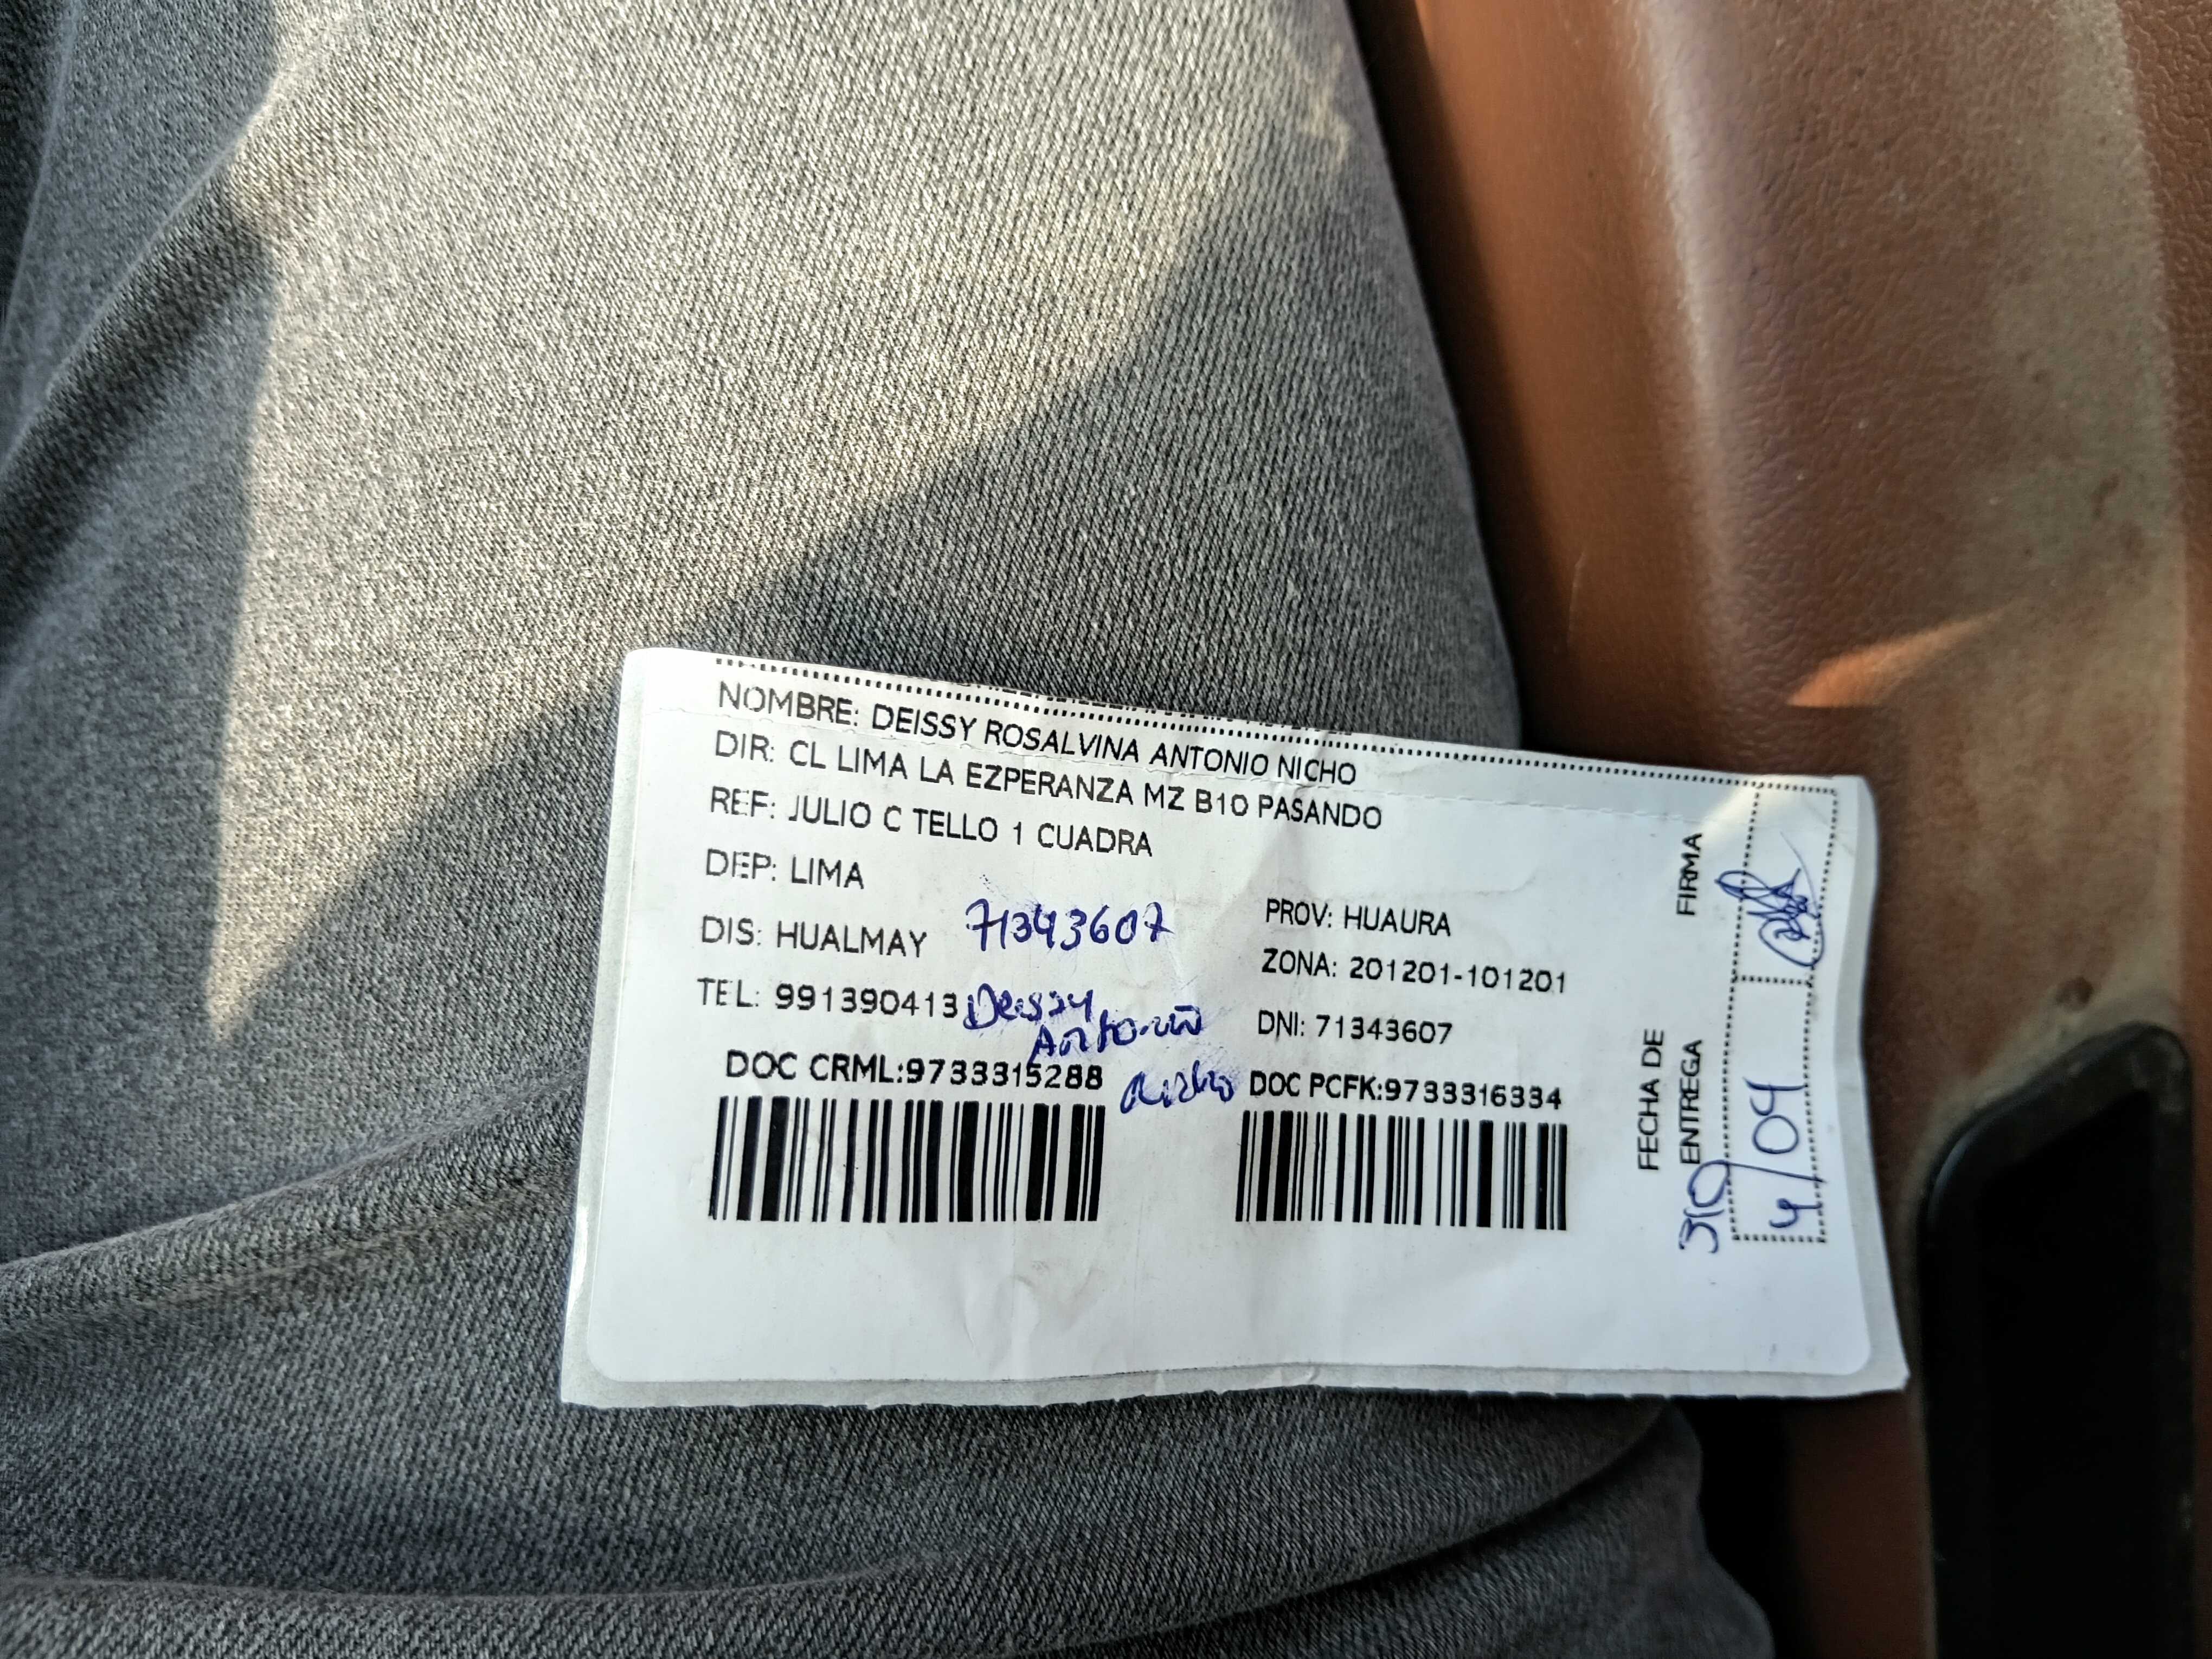 NOMBRE: DEISSY ROSALVINA ANTONIO NICHO
DIR: CL LIMA LA EZPERANZA MZ B10 PASANDO
REF: JULIO C TELLO 1 CUADRA
DEP: LIMA
PROV: HUAURA
DIS: HUALMAY
71343607
ZONA: 201201-101201
TEL: 991390413
Deissy
Antonio
Nicho
DNI: 71343607
DOC CRML:9733315288
DOC PCFK:9733316334
FIRMA
FECHA DE
ENTREGA
310
4/04